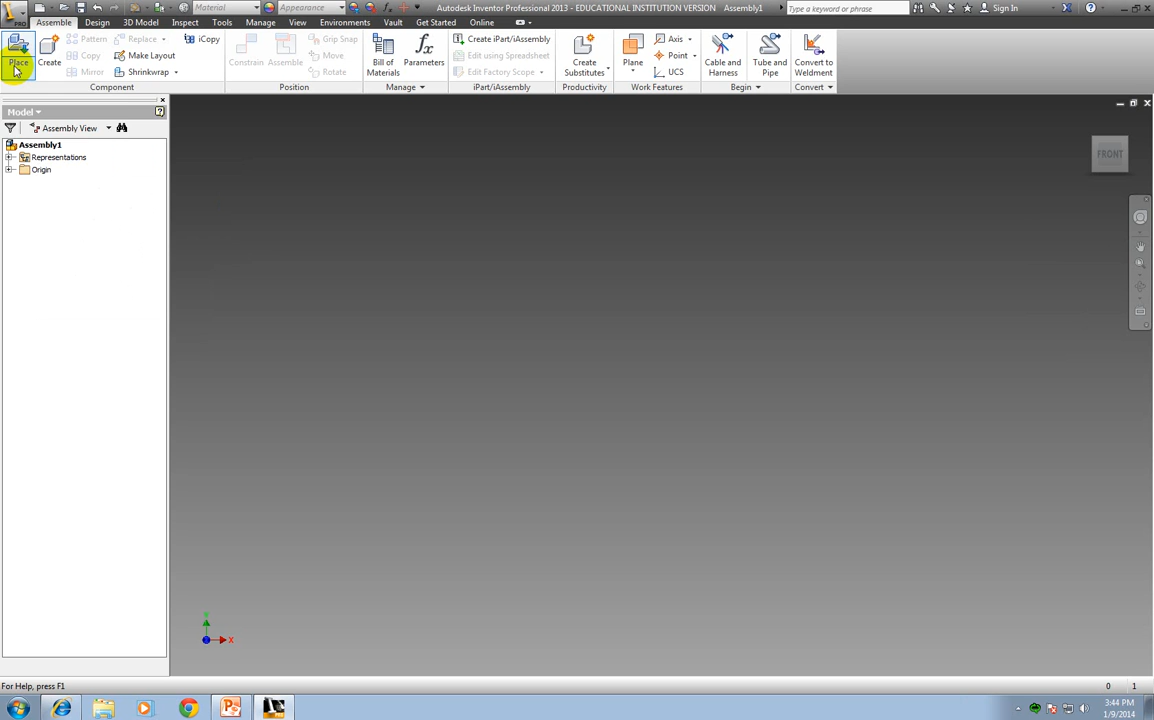 Material
Appearance
Autodesk Inventor Professional 2013 - EDUCATIONAL INSTITUTION VERSION Assembly1
Type a keyword or phrase
Sign In
PRO
Assemble Design 3D Model Inspect Tools Manage View Environments Vault Get Started Online
Place
Create
Pattern
Copy
Mirror
Replace
Make Layout
Shrinkwrap
iCopy
Component
Constrain
Assemble
Grip Snap
Move
Rotate
Position
Bill of
Materials
Parameters
Manage
Create iPart/iAssembly
Edit using Spreadsheet
Edit Factory Scope
iPart/iAssembly
Create
Substitutes
Productivity
Plane
Axis
Point
UCS
Work Features
Cable and
Harness
Tube and
Pipe
Begin
Convert to
Weldment
Convert
Model
Assembly View
Assembly1
Representations
Origin
FRONT
X
For Help, press F1
0 1
3:44 PM
1/9/2014